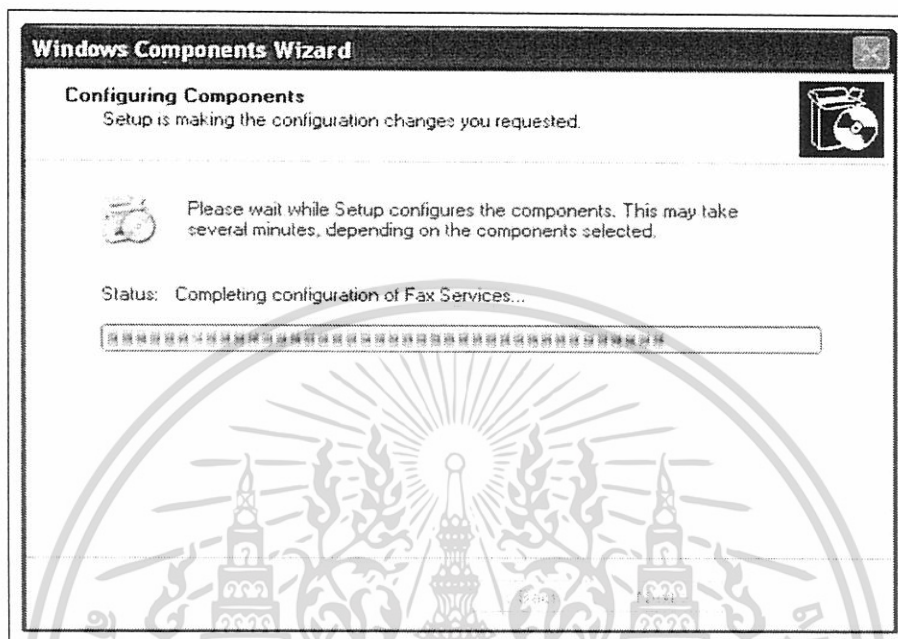 Windows Components Wizard
Configuring Components
Setup is making the configuration changes you requested.
Please wait while Setup configures the components. This may take
several minutes, depending on the components selected.
Status: Completing configuration of Fax Services...